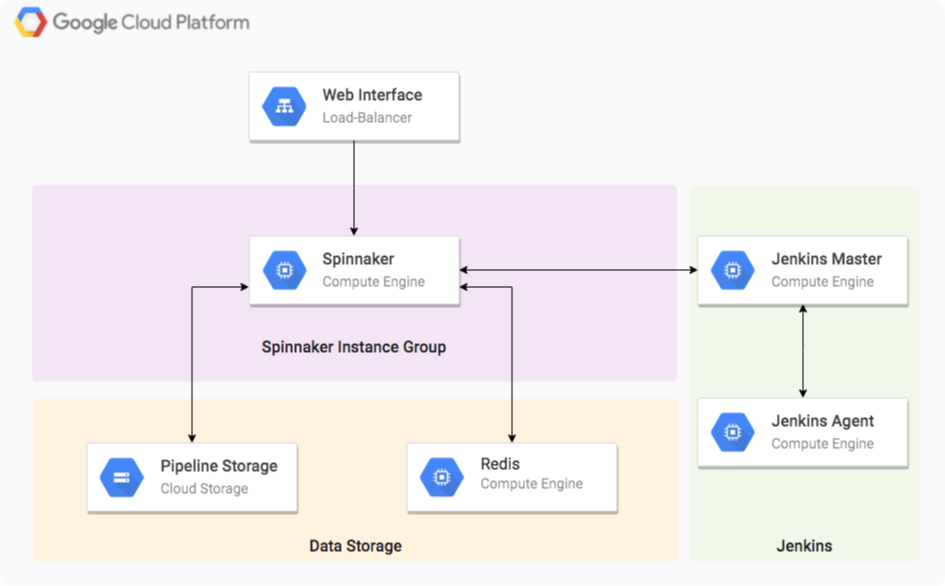 Google Cloud Platform
Web Interface
Load-Balancer
Spinnaker
Compute Engine
Spinnaker Instance Group
Jenkins Master
Compute Engine
Jenkins Agent
Compute Engine
Pipeline Storage
Cloud Storage
Redis
Compute Engine
Data Storage
Jenkins